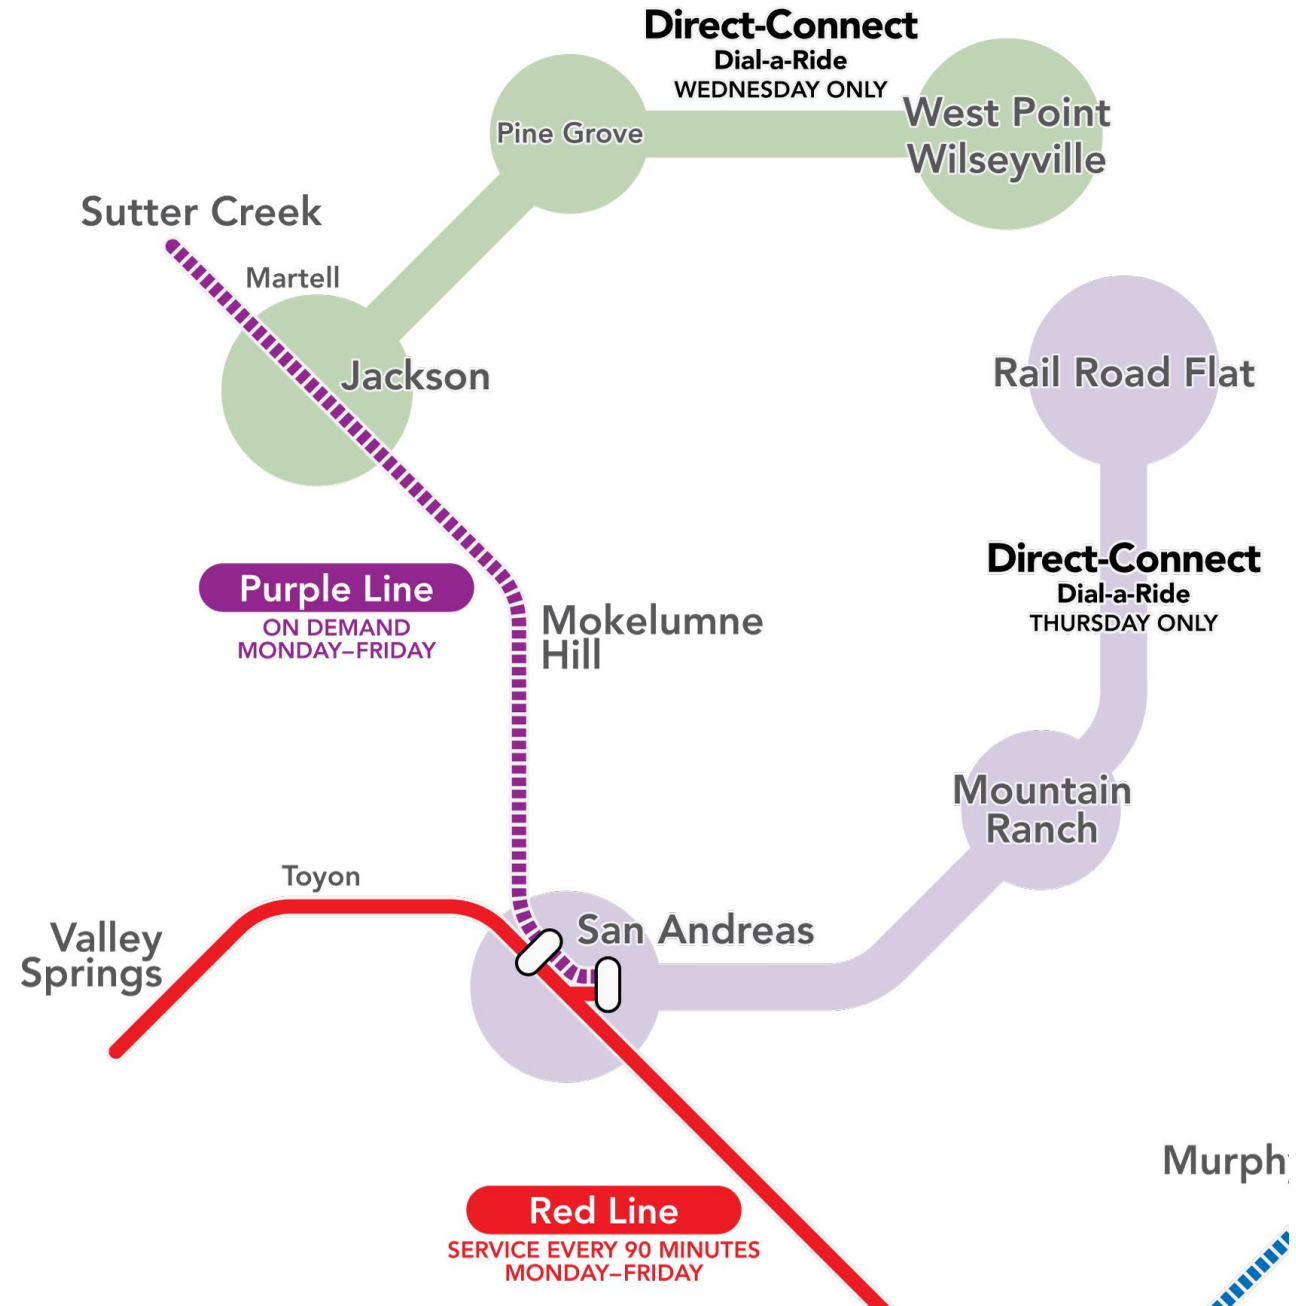 Direct-Connect
Dial-a-Ride
WEDNESDAY ONLY
Pine Grove
West Point
Wilseyville
Sutter Creek
Martell
Jackson
Rail Road Flat
Direct-Connect
Dial-a-Ride
THURSDAY ONLY
Purple Line
ON DEMAND
MONDAY–FRIDAY
Mokelumne
Hill
Mountain
Ranch
Toyon
Valley
Springs
San Andreas
Murphy
Red Line
SERVICE EVERY 90 MINUTES
MONDAY–FRIDAY